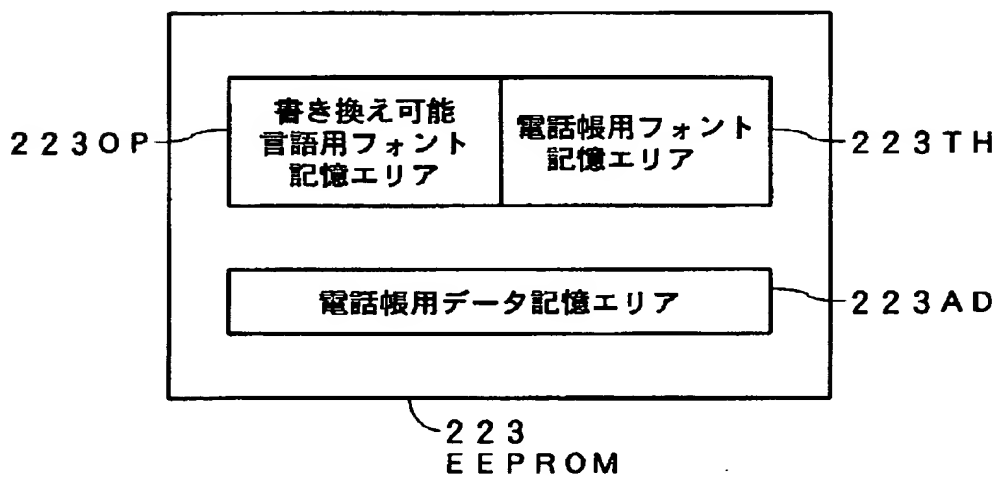 書き換え可能
言語用フォント
記憶エリア
電話帳用フォント
記憶エリア
223OP
223TH
電話帳用データ記憶エリア
223AD
223
EEPROM